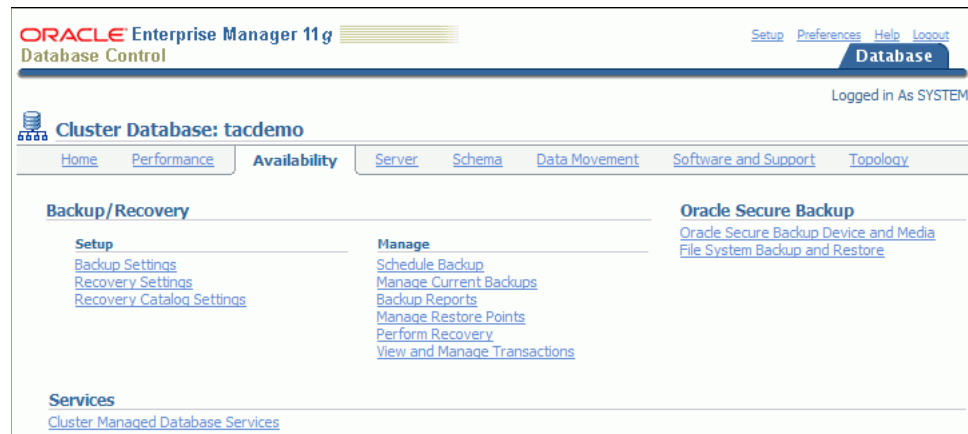 ORACLE Enterprise Manager 11g
Database Control
Setup Preferences Help Logout
Database
Logged in As SYSTEM
Cluster Database: tacdemo
Home Performance Availability Server Schema Data Movement Software and Support Topology
Backup/Recovery
Setup
Backup Settings
Recovery Settings
Recovery Catalog Settings
Manage
Schedule Backup
Manage Current Backups
Backup Reports
Manage Restore Points
Perform Recovery
View and Manage Transactions
Oracle Secure Backup
Oracle Secure Backup Device and Media
File System Backup and Restore
Services
Cluster Managed Database Services